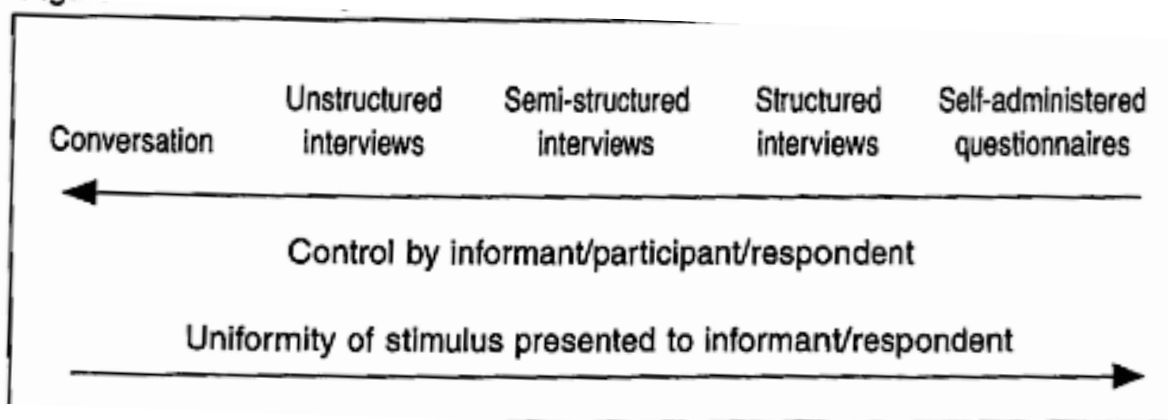 Unstructured Semi-structured Structured Self-administered
Conversation interviews interviews interviews questionnaires
Control by informant/participant/respondent
Uniformity of stimulus presented to informant/respondent